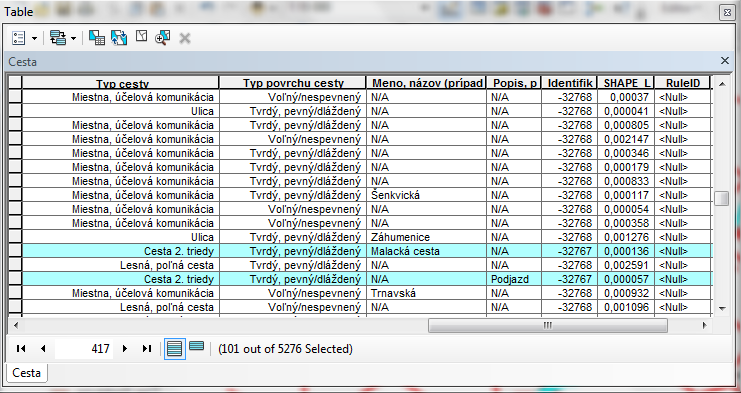 Table
Cesta
Typ cesty Typ povrchu cesty Meno, názov (prípad Popis, p Identifik SHAPE_L RuleID
Miestna, účelová komunikácia Voľný/nespevnený N/A N/A -32768 0,00037 <Null>
Ulica Tvrdý, pevný/dláždený N/A N/A -32768 0,000041 <Null>
Miestna, účelová komunikácia Tvrdý, pevný/dláždený N/A N/A -32768 0,000805 <Null>
Miestna, účelová komunikácia Voľný/nespevnený N/A N/A -32768 0,002147 <Null>
Miestna, účelová komunikácia Tvrdý, pevný/dláždený N/A N/A -32768 0,000346 <Null>
Miestna, účelová komunikácia Tvrdý, pevný/dláždený N/A N/A -32768 0,000179 <Null>
Miestna, účelová komunikácia Tvrdý, pevný/dláždený N/A N/A -32768 0,000833 <Null>
Miestna, účelová komunikácia Tvrdý, pevný/dláždený Šenkvická N/A -32768 0,000117 <Null>
Miestna, účelová komunikácia Voľný/nespevnený N/A N/A -32768 0,000054 <Null>
Miestna, účelová komunikácia Voľný/nespevnený N/A N/A -32768 0,000358 <Null>
Ulica Tvrdý, pevný/dláždený Záhumenice N/A -32768 0,001276 <Null>
Cesta 2. triedy Tvrdý, pevný/dláždený Malacká cesta N/A -32767 0,000136 <Null>
Lesná, poľná cesta Tvrdý, pevný/dláždený N/A N/A -32768 0,002591 <Null>
Cesta 2. triedy Tvrdý, pevný/dláždený N/A Podjazd -32767 0,000057 <Null>
Miestna, účelová komunikácia Voľný/nespevnený Trnavská N/A -32768 0,000932 <Null>
Lesná, poľná cesta Voľný/nespevnený N/A N/A -32768 0,001096 <Null>
417 (101 out of 5276 Selected)
Cesta